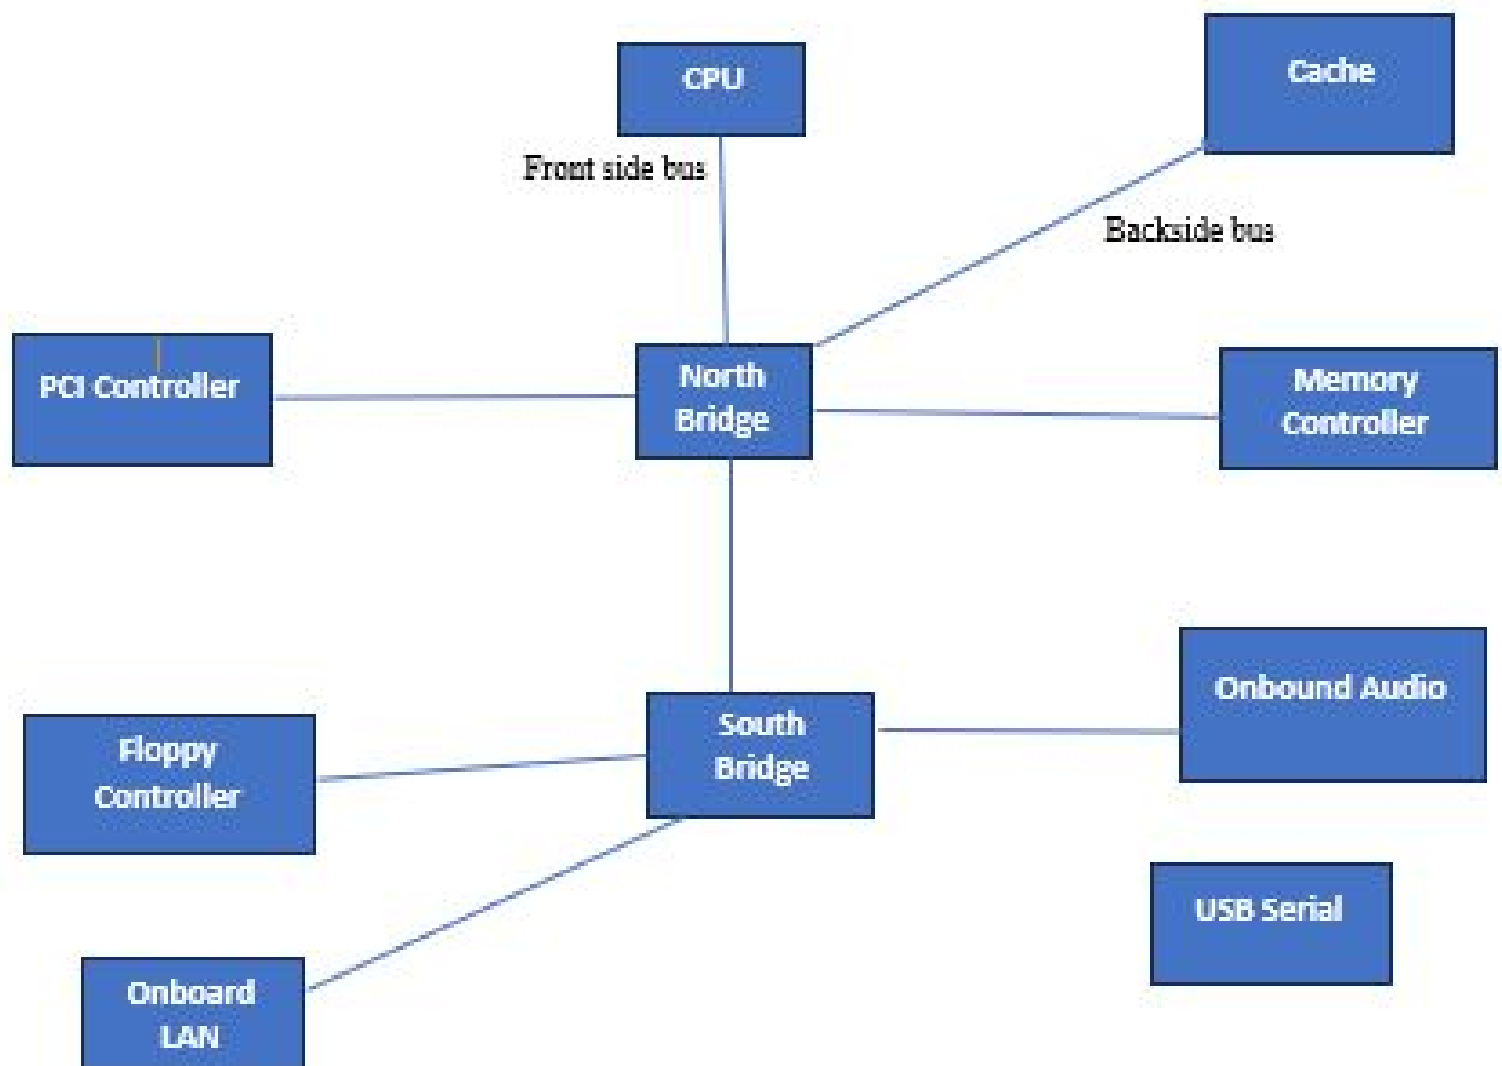 CPU
Cache
Front side bus
Backside bus
PCI Controller
North
Bridge
Memory
Controller
Onbound Audio
South
Bridge
Floppy
Controller
USB Serial
Onboard
LAN